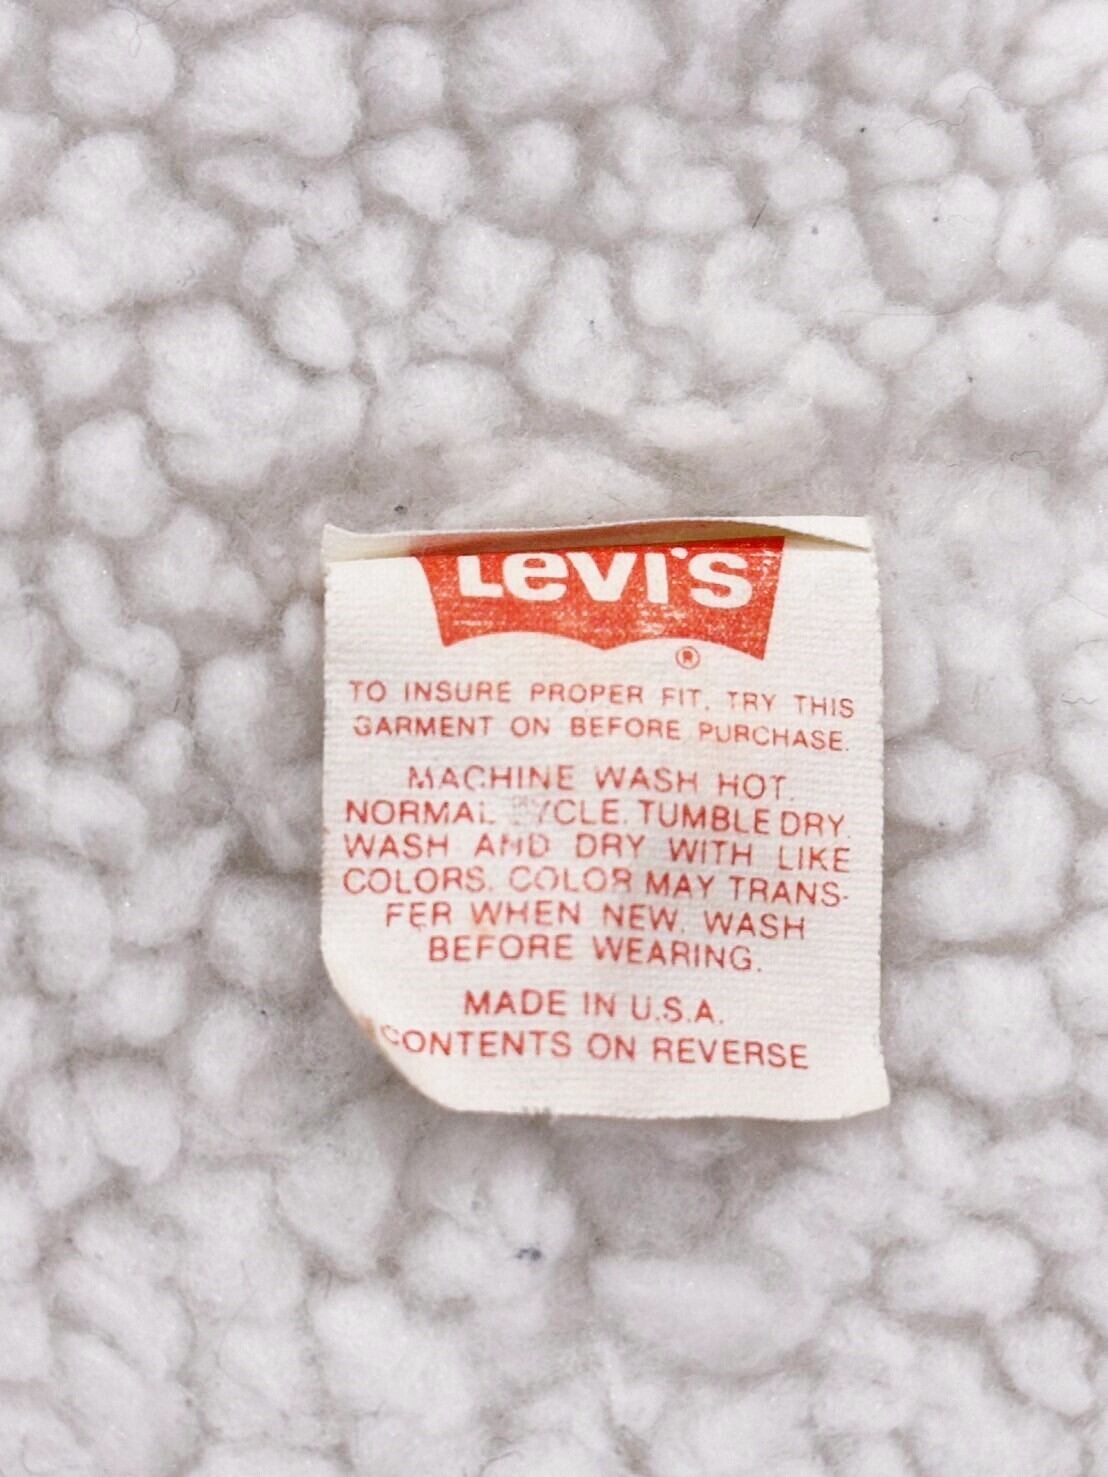 Levi's
®
TO INSURE PROPER FIT, TRY THIS
GARMENT ON BEFORE PURCHASE.
MACHINE WASH HOT.
NORMAL CYCLE. TUMBLE DRY.
WASH AND DRY WITH LIKE
COLORS. COLOR MAY TRANS-
FER WHEN NEW. WASH
BEFORE WEARING.
MADE IN U.S.A.
CONTENTS ON REVERSE